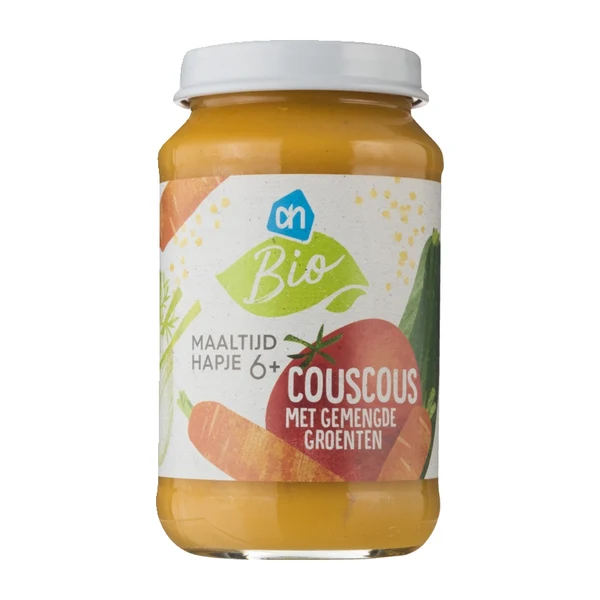 ah
Bio
MAALTIJD
HAPJE 6+
COUSCOUS
MET GEMENGDE
GROENTEN